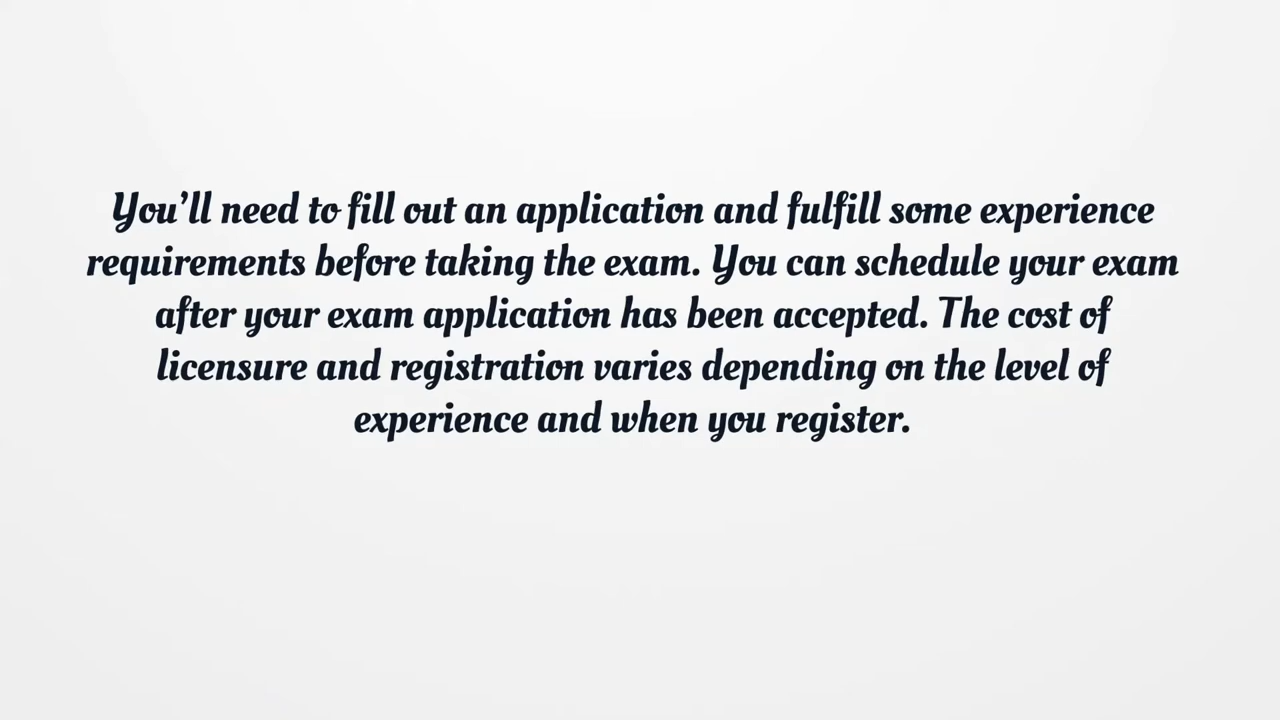 You’ll need to fill out an application and fulfill some experience
requirements before taking the exam. You can schedule your exam
after your exam application has been accepted. The cost of
licensure and registration varies depending on the level of
experience and when you register.